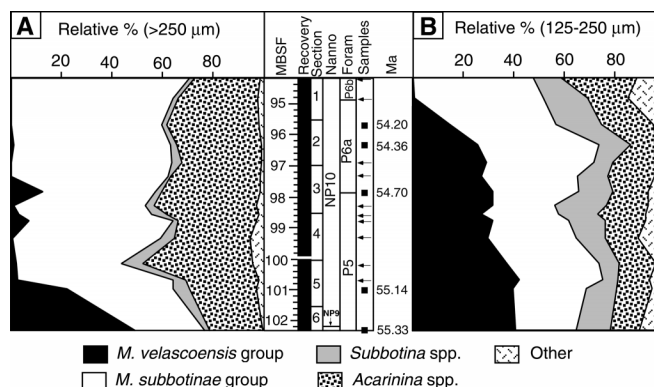 A Relative % (>250 μm) MBSF Recovery Section Nanno Foram Samples Ma B Relative % (125-250 μm)
20 40 60 80 0 20 40 60 80
1 P6b
95
54.20
96 2 54.36
P6a
97
3 NP10
98 54.70
99 4
100 P5
5
101 55.14
102 6 NP9 55.33
M. velascoensis group Subbotina spp. Other
M. subbotinae group Acarinina spp.